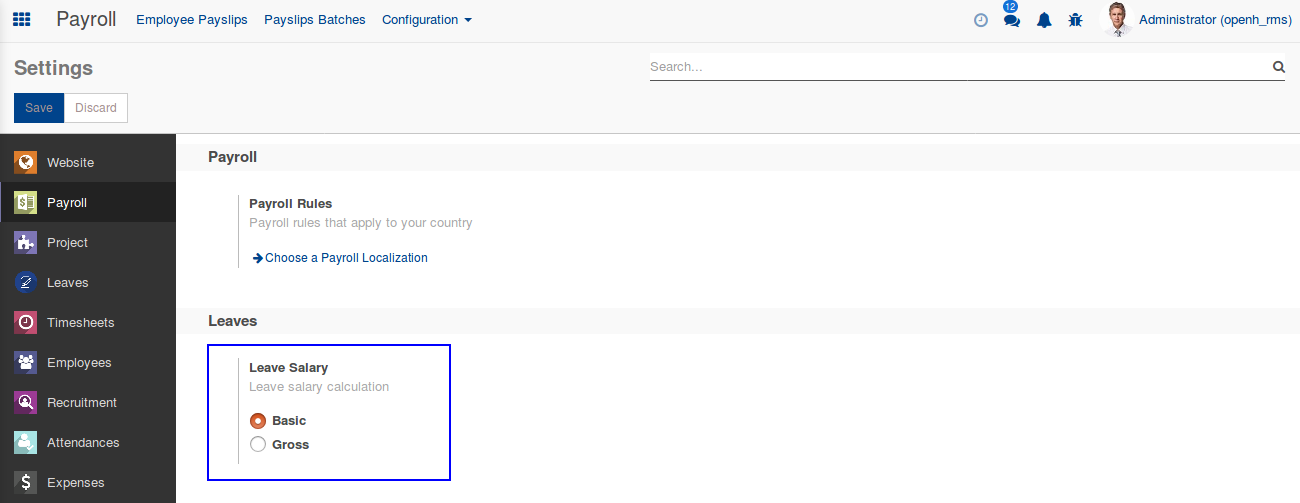 Payroll Employee Payslips Payslips Batches Configuration 12 Administrator (openh_rms)
Settings Search...
Save Discard
Website
Payroll
Project
Leaves
Timesheets
Employees
Recruitment
Attendances
Expenses
Payroll
Payroll Rules
Payroll rules that apply to your country
Choose a Payroll Localization
Leaves
Leave Salary
Leave salary calculation
Basic
Gross